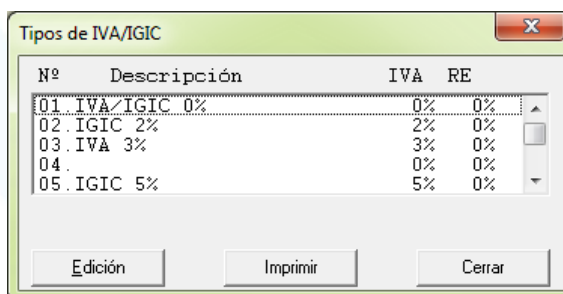 Tipos de IVA/IGIC
Nº Descripción IVA RE
01.IVA/IGIC 0% 0% 0%
02.IGIC 2% 2% 0%
03.IVA 3% 3% 0%
04. 0% 0%
05.IGIC 5% 5% 0%
Edición Imprimir Cerrar